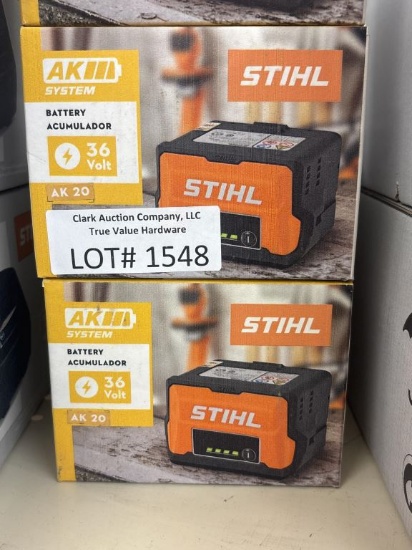 AK
SYSTEM
BATTERY
ACUMULADOR
36
Volt
AK 20
STIHL
STIHL
Clark Auction Company, LLC
True Value Hardware
LOT# 1548
AK
SYSTEM
BATTERY
ACUMULADOR
36
Volt
AK 20
STIHL
STIHL